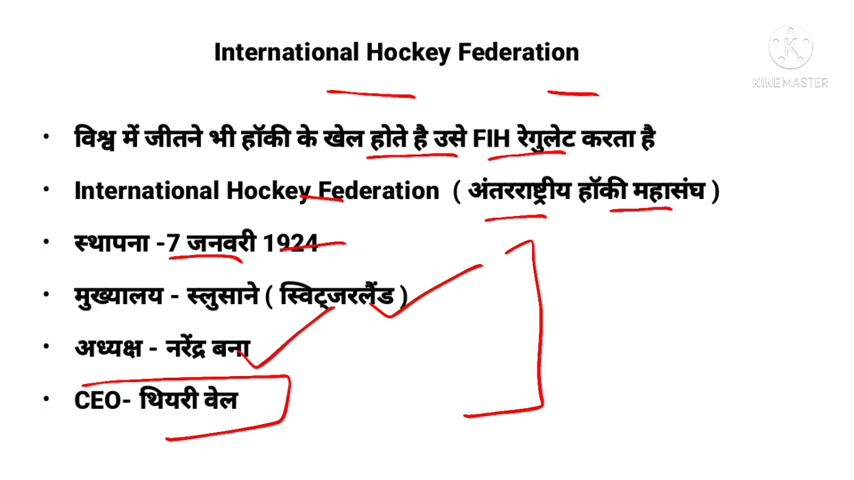 International Hockey Federation
KINEMASTER
• विश्व में जीतने भी हॉकी के खेल होते है उसे FIH रेगुलेट करता है
• International Hockey Federation ( अंतरराष्ट्रीय हॉकी महासंघ )
• स्थापना -7 जनवरी 1924
• मुख्यालय - स्लुसाने ( स्विट्जरलैंड )
• अध्यक्ष - नरेंद्र बना
• CEO- थियरी वेल